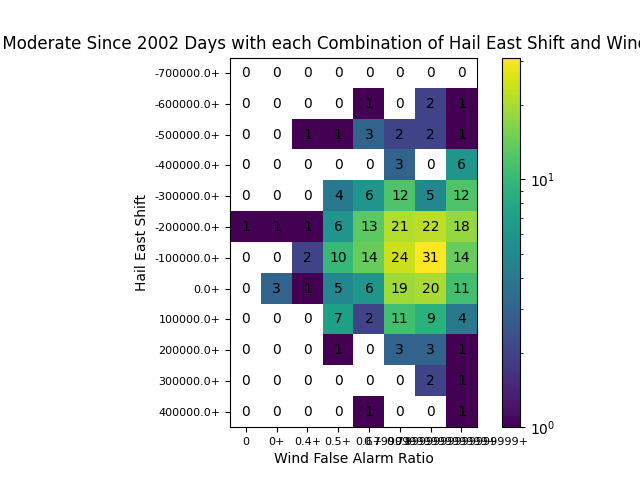 Moderate Since 2002 Days with each Combination of Hail East Shift and Wind
-700000.0+ 0 0 0 0 0 0 0 0
-600000.0+ 0 0 0 0 1 0 2 1
-500000.0+ 0 0 1 1 3 2 2 1
-400000.0+ 0 0 0 0 0 3 0 6
-300000.0+ 0 0 0 4 6 12 5 12
-200000.0+ 1 1 1 6 13 21 22 18
-100000.0+ 0 0 2 10 14 24 31 14
0.0+ 0 3 1 5 6 19 20 11
100000.0+ 0 0 0 7 2 11 9 4
200000.0+ 0 0 0 1 0 3 3 1
300000.0+ 0 0 0 0 0 0 2 1
400000.0+ 0 0 0 0 1 0 0 1
0 0+ 0.4+ 0.5+
Wind False Alarm Ratio
Hail East Shift
10¹
10⁰